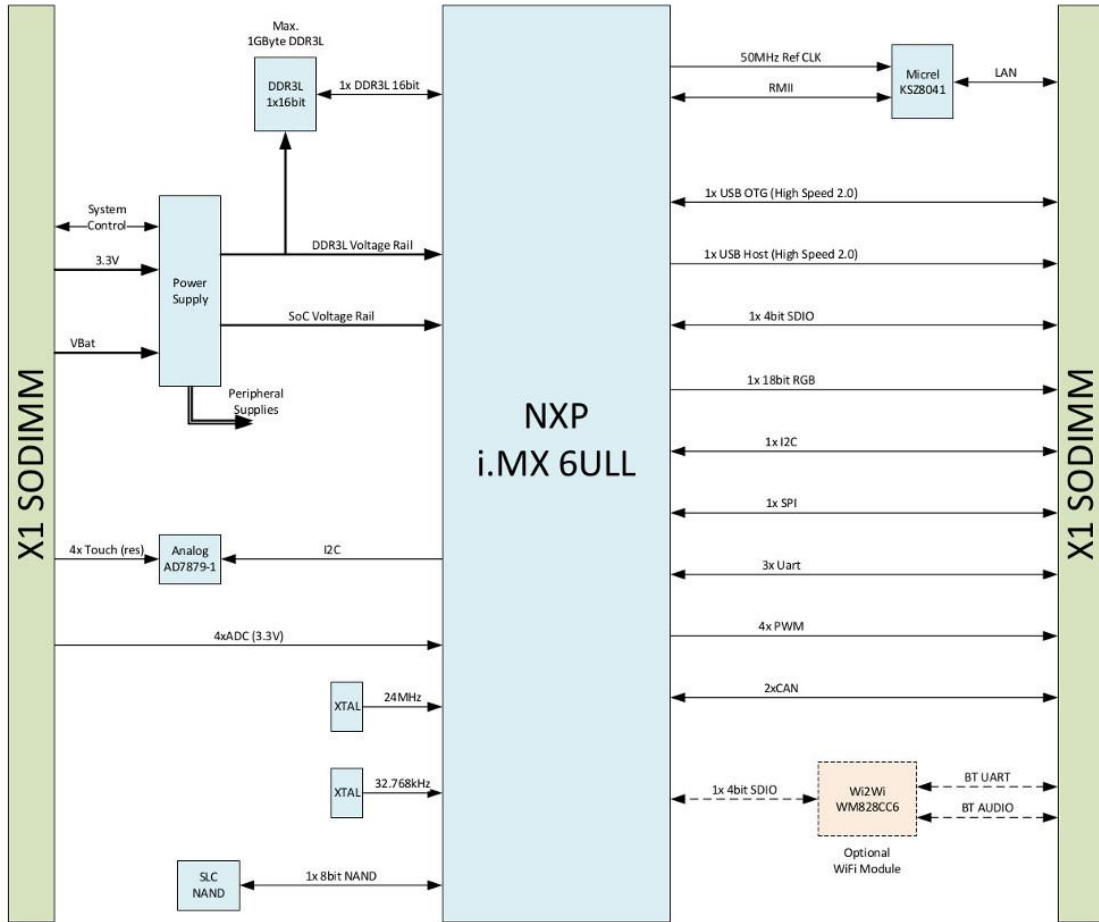 X1 SODIMM
Max.
1GByte DDR3L
DDR3L
1x16bit
1x DDR3L 16bit
System
Control
3.3V
VBat
Power
Supply
DDR3L Voltage Rail
SoC Voltage Rail
Peripheral
Supplies
4x Touch (res)
Analog
AD7879-1
I2C
4xADC (3.3V)
XTAL
24MHz
XTAL
32.768kHz
SLC
NAND
1x 8bit NAND
NXP
i.MX 6ULL
50MHz Ref CLK
RMII
Micrel
KSZ8041
LAN
1x USB OTG (High Speed 2.0)
1x USB Host (High Speed 2.0)
1x 4bit SDIO
1x 18bit RGB
1x I2C
1x SPI
3x Uart
4x PWM
2xCAN
1x 4bit SDIO
Wi2Wi
WM828CC6
BT UART
BT AUDIO
Optional
WiFi Module
X1 SODIMM